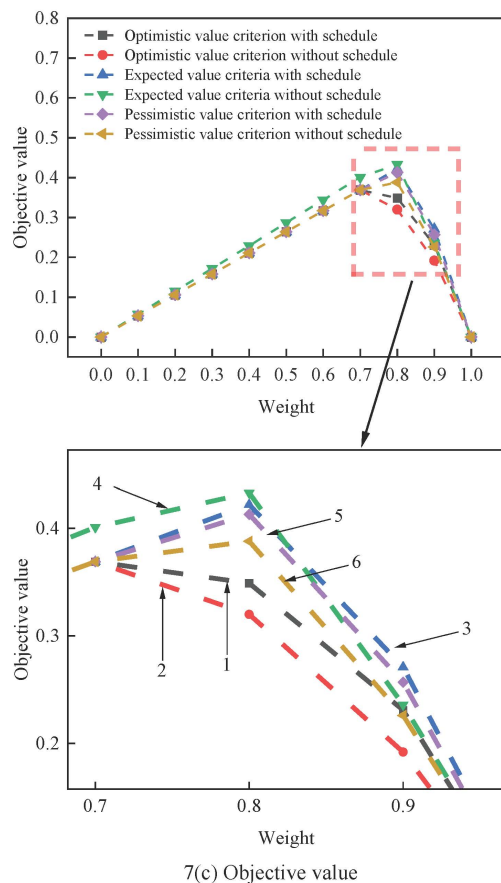 0.8
0.7
0.6
0.5
0.4
0.3
0.2
0.1
0.0
Objective value
Optimistic value criterion with schedule
Optimistic value criterion without schedule
Expected value criteria with schedule
Expected value criteria without schedule
Pessimistic value criterion with schedule
Pessimistic value criterion without schedule
0.0 0.1 0.2 0.3 0.4 0.5 0.6 0.7 0.8 0.9 1.0
Weight
0.4
0.3
0.2
Objective value
4
5
6
3
2
1
0.7 0.8 0.9
Weight
7(c) Objective value